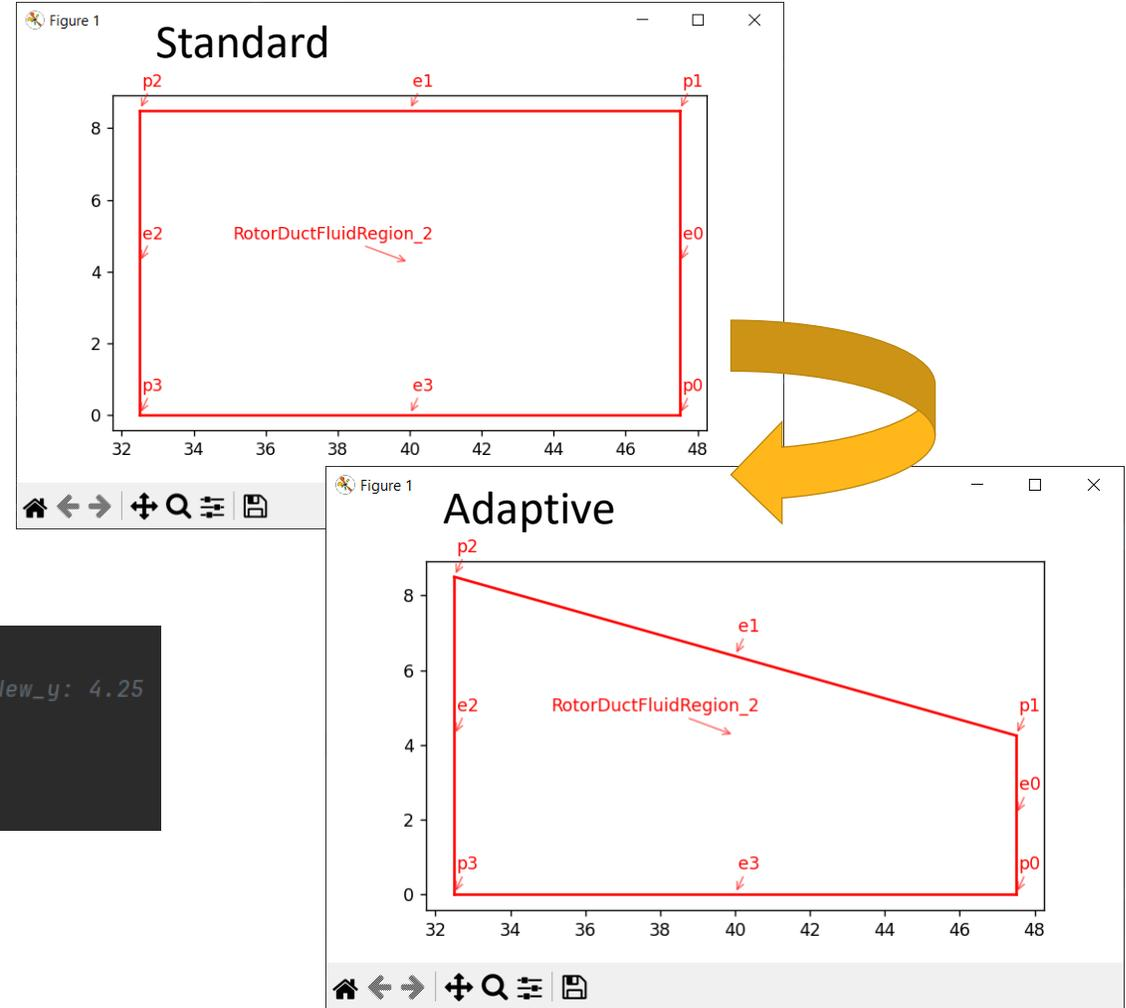 Figure 1
Standard
p2 e1 p1
8
6
e2 RotorDuctFluidRegion_2 e0
4
2
p3 e3 p0
0
32 34 36 38 40 42 44 46 48
Figure 1
Adaptive
p2
8
e1
6
e2 RotorDuctFluidRegion_2 p1
4
e0
2
p3 e3 p0
0
32 34 36 38 40 42 44 46 48
ew_y: 4.25